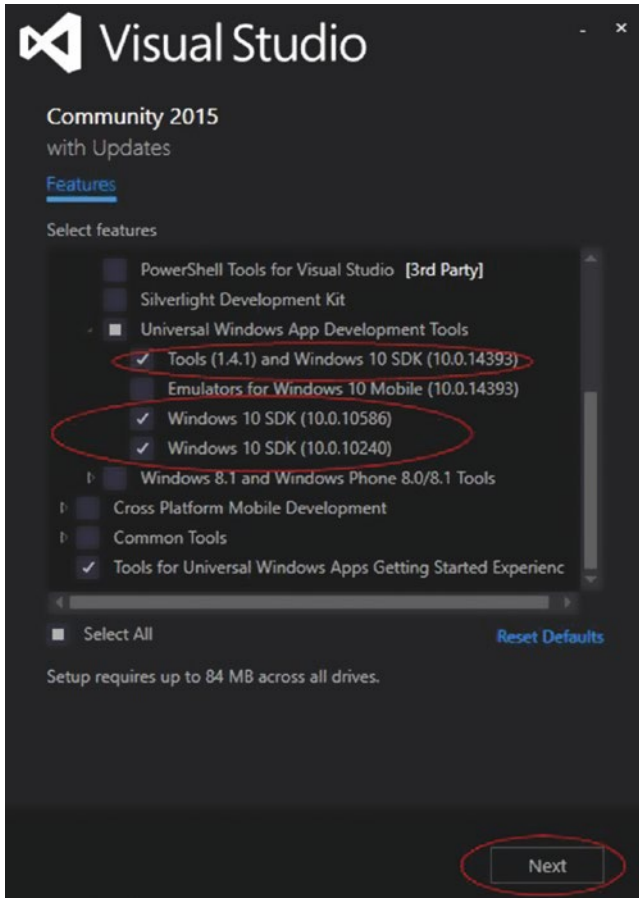 Visual Studio
Community 2015
with Updates
Features
Select features
PowerShell Tools for Visual Studio [3rd Party]
Silverlight Development Kit
Universal Windows App Development Tools
Tools (1.4.1) and Windows 10 SDK (10.0.14393)
Emulators for Windows 10 Mobile (10.0.14393)
Windows 10 SDK (10.0.10586)
Windows 10 SDK (10.0.10240)
Windows 8.1 and Windows Phone 8.0/8.1 Tools
Cross Platform Mobile Development
Common Tools
Tools for Universal Windows Apps Getting Started Experienc
Select All
Reset Defaults
Setup requires up to 84 MB across all drives.
Next